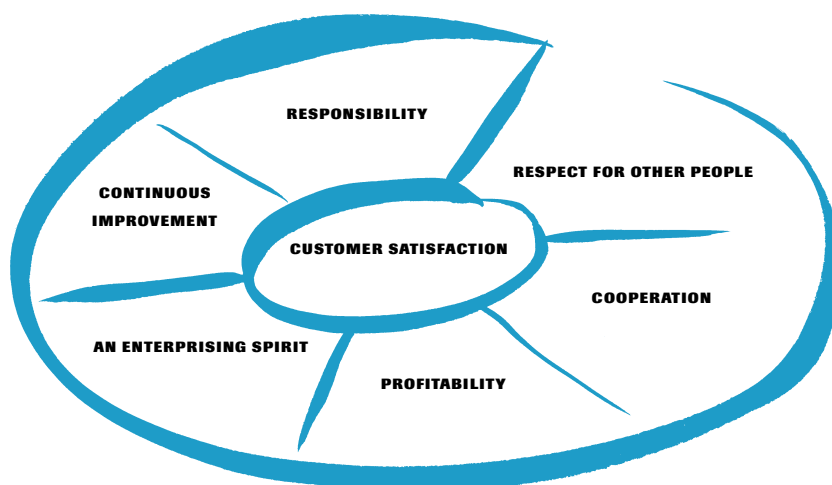 RESPONSIBILITY
RESPECT FOR OTHER PEOPLE
CONTINUOUS
IMPROVEMENT
CUSTOMER SATISFACTION
COOPERATION
AN ENTERPRISING SPIRIT
PROFITABILITY